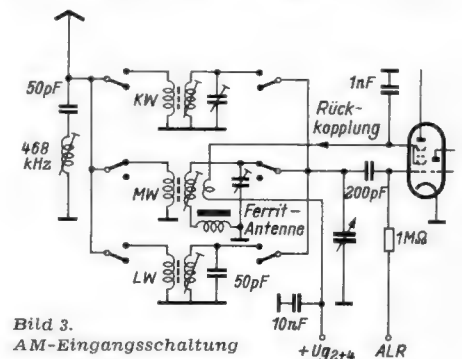 50pF
468
kHz
KW
MW
LW
50pF
Ferrit-
Antenne
Rück-
kopplung
1nF
200pF
1MΩ
10nF
+Ug2+4
ALR
Bild 3.
AM-Eingangsschaltung